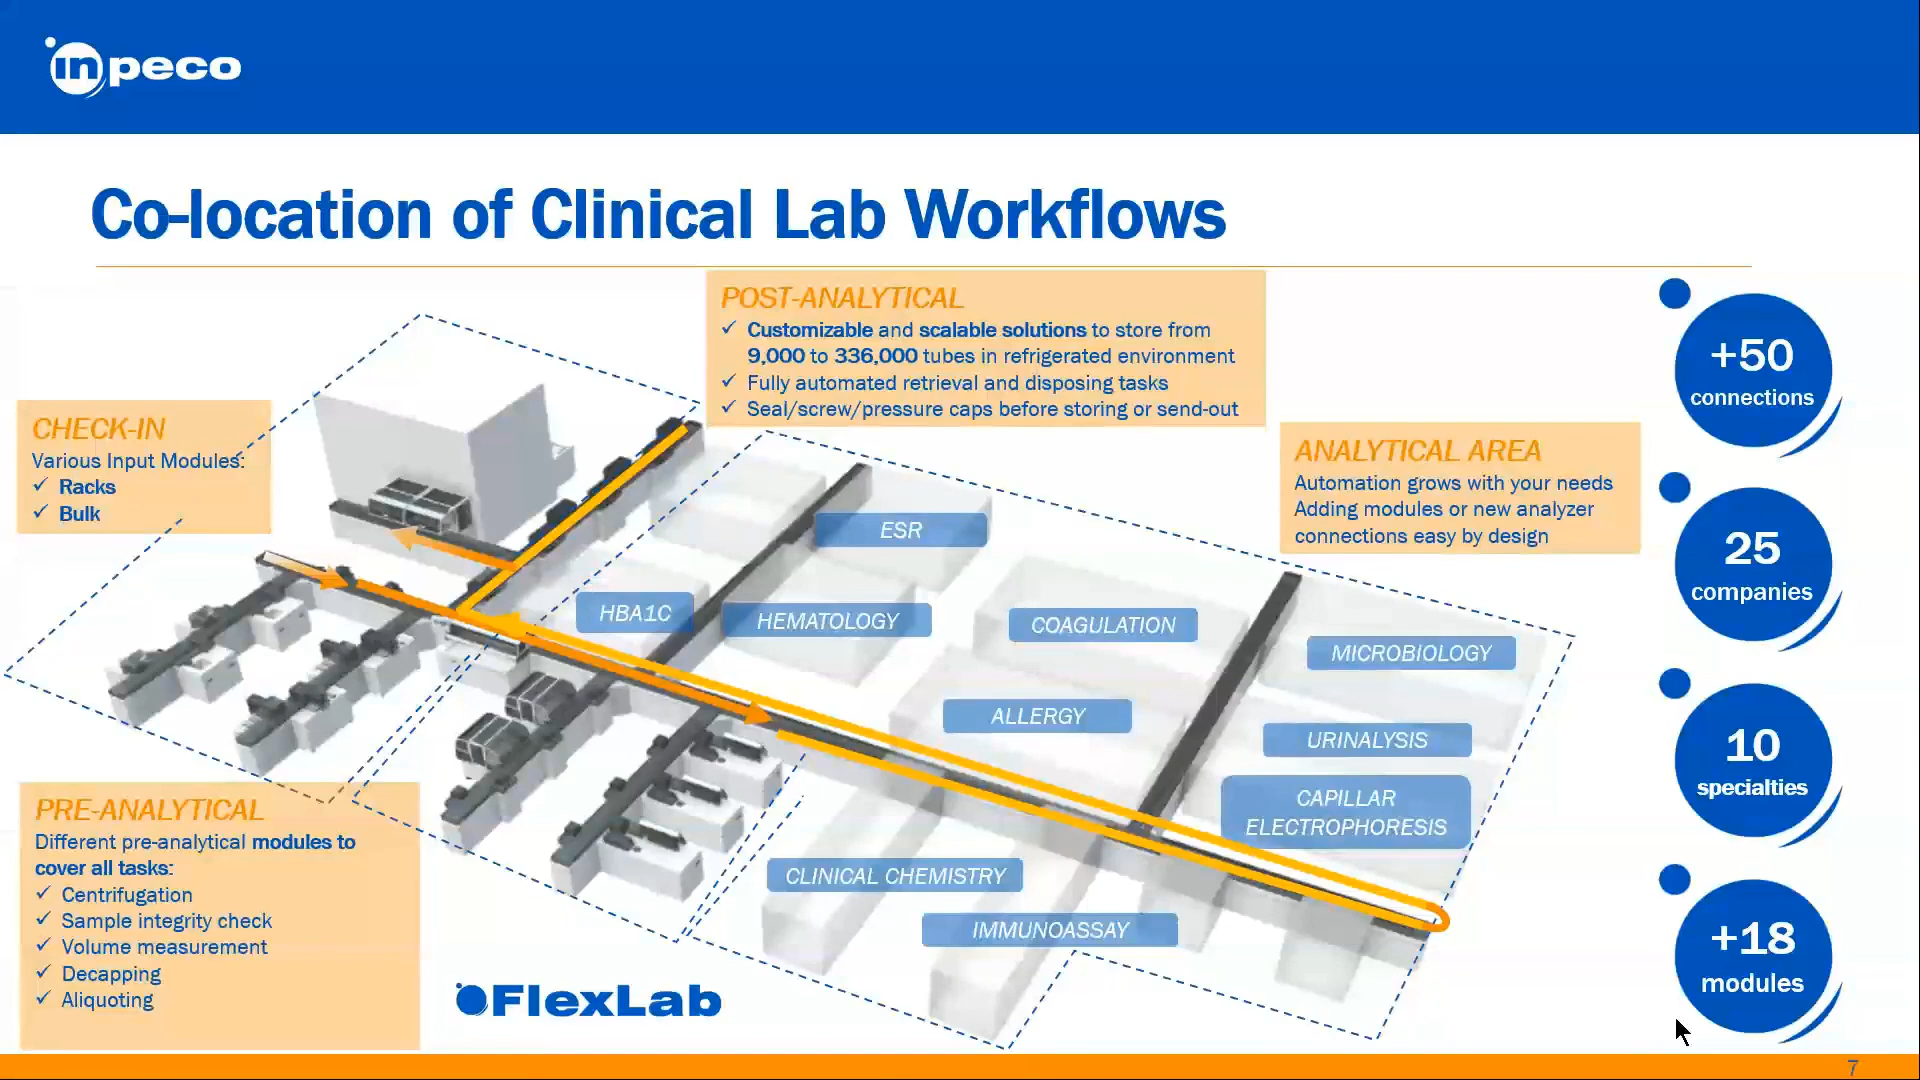 inpeco
Co-location of Clinical Lab Workflows
POST-ANALYTICAL
✓ Customizable and scalable solutions to store from
9,000 to 336,000 tubes in refrigerated environment
✓ Fully automated retrieval and disposing tasks
✓ Seal/screw/pressure caps before storing or send-out
CHECK-IN
Various Input Modules:
✓ Racks
✓ Bulk
ANALYTICAL AREA
Automation grows with your needs
Adding modules or new analyzer
connections easy by design
ESR
HBA1C
HEMATOLOGY
COAGULATION
MICROBIOLOGY
ALLERGY
URINALYSIS
CAPILLAR
ELECTROPHORESIS
CLINICAL CHEMISTRY
IMMUNOASSAY
PRE-ANALYTICAL
Different pre-analytical modules to
cover all tasks:
✓ Centrifugation
✓ Sample integrity check
✓ Volume measurement
✓ Decapping
✓ Aliquoting
FlexLab
+50
connections
25
companies
10
specialties
+18
modules
7